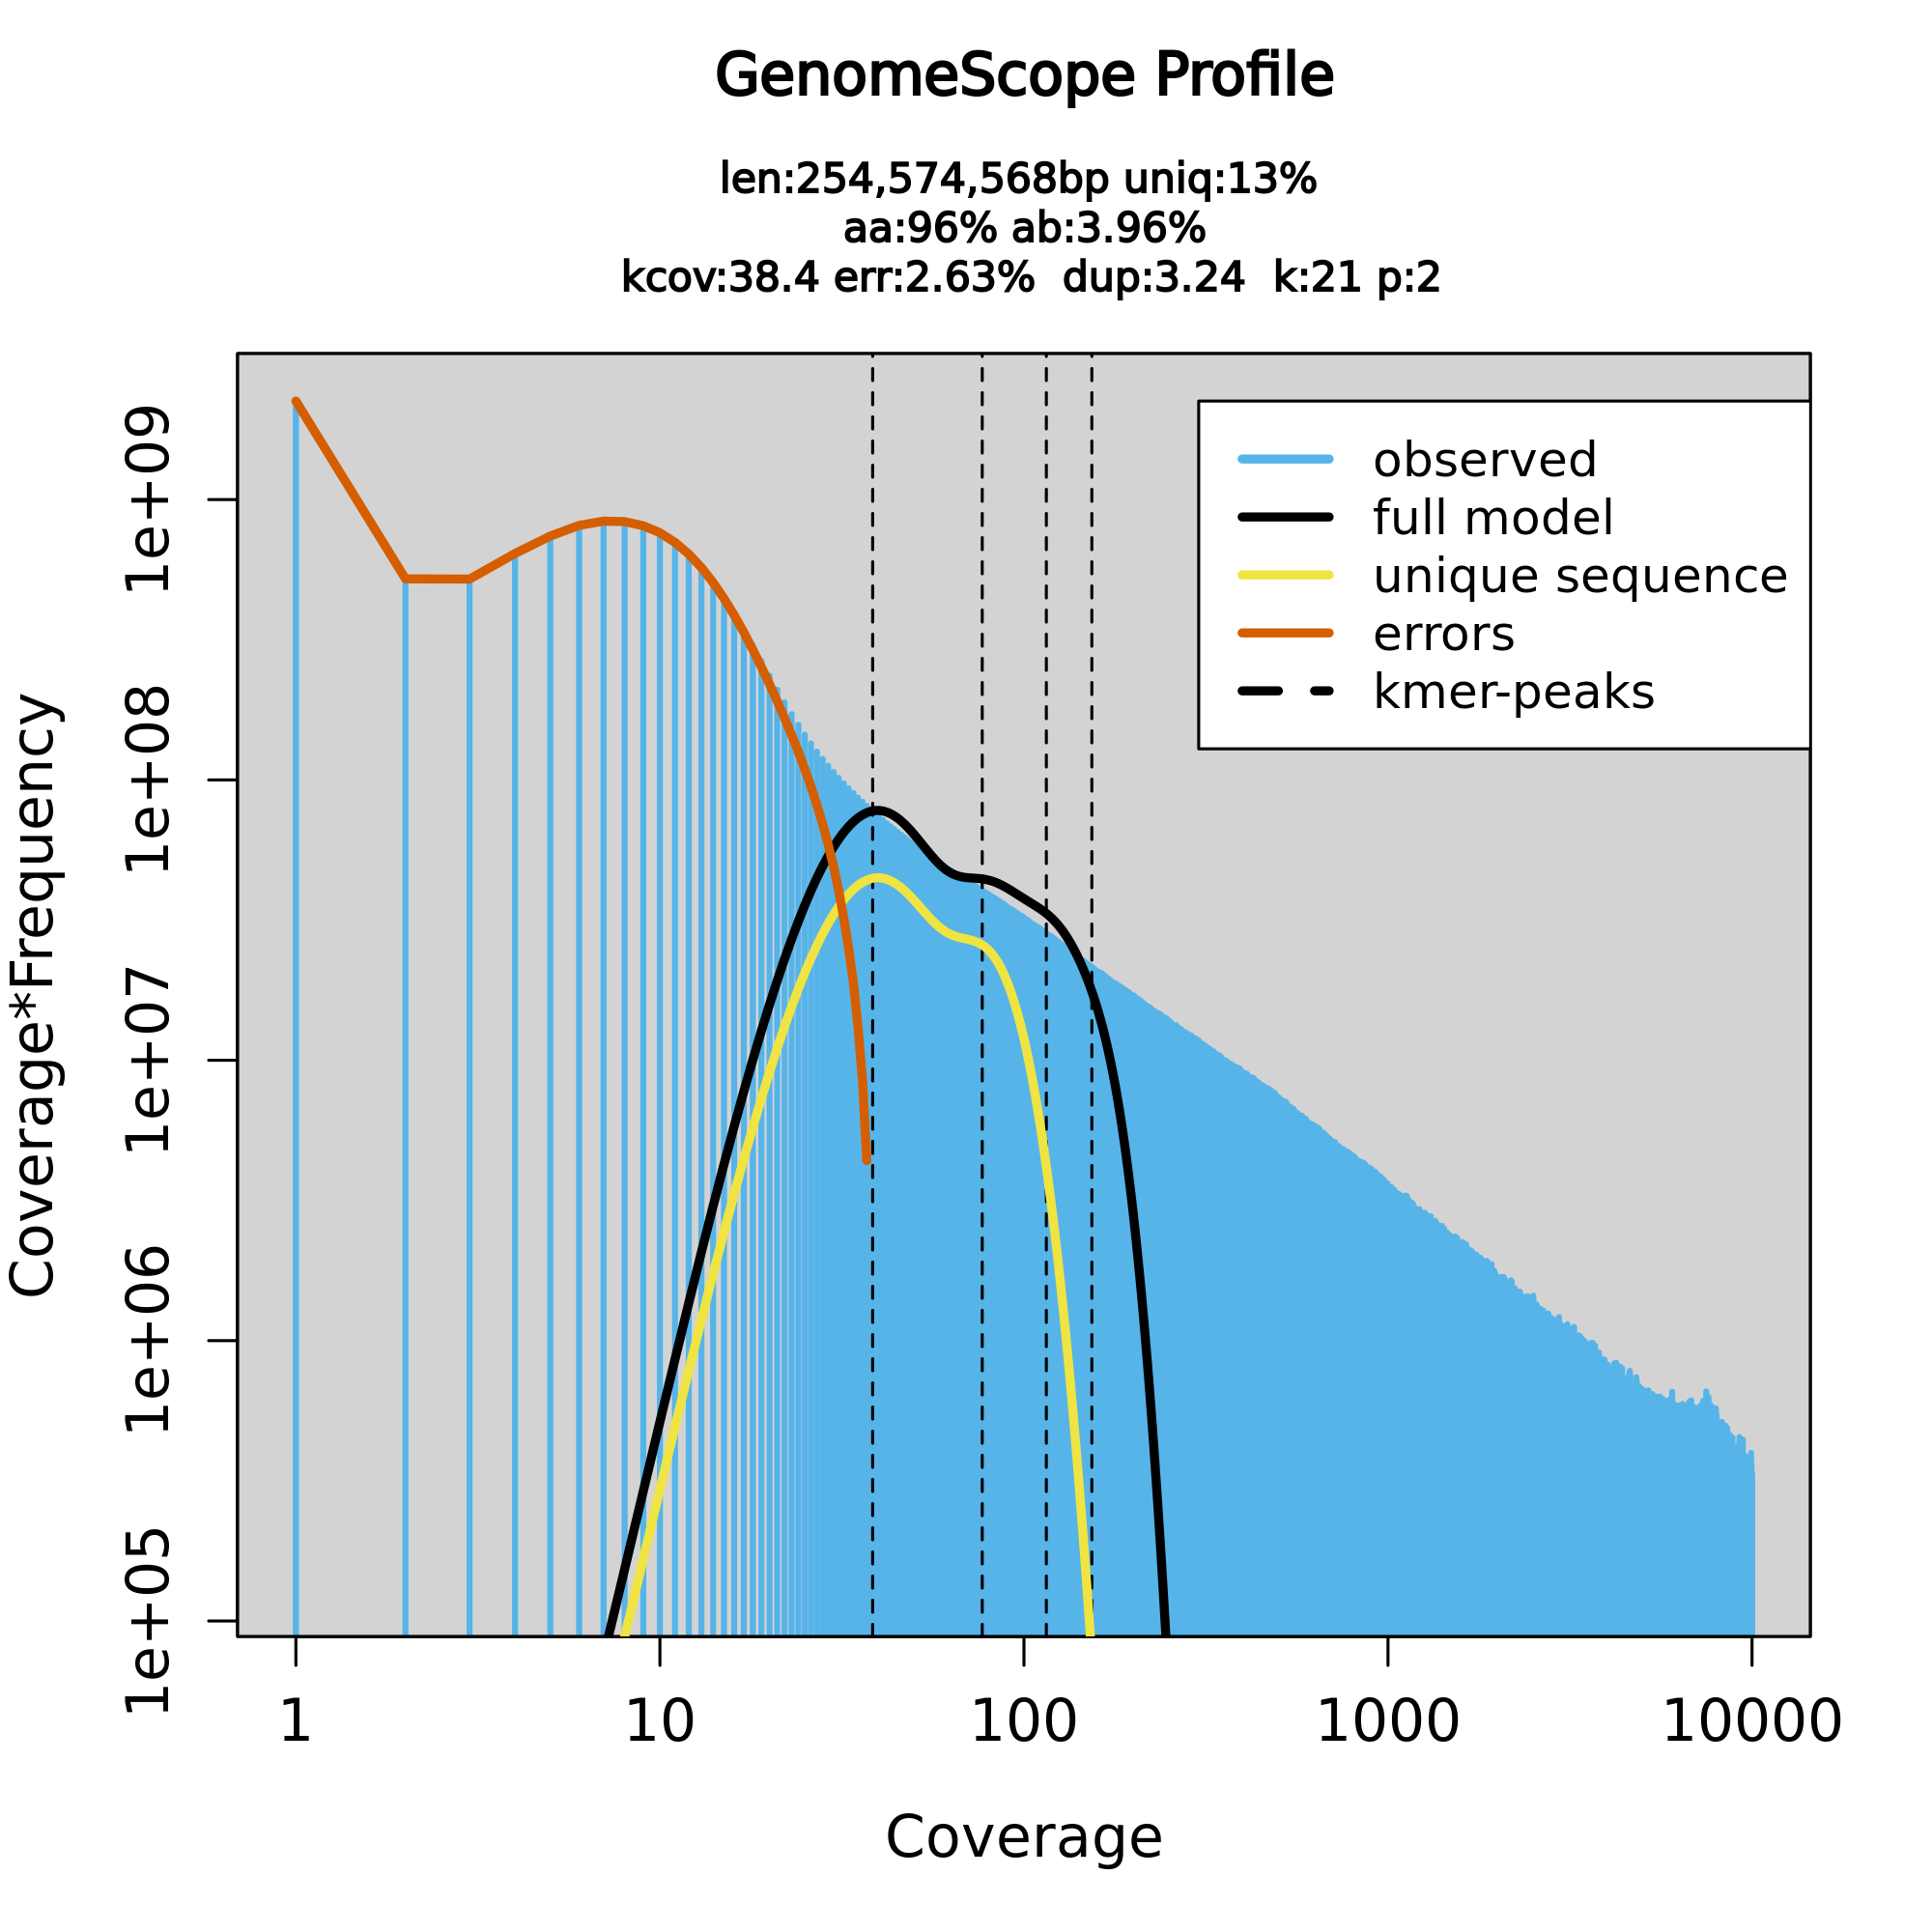 GenomeScope Profile
len:254,574,568bp uniq:13%
aa:96% ab:3.96%
kcov:38.4 err:2.63% dup:3.24 k:21 p:2
observed
full model
unique sequence
errors
kmer-peaks
Coverage*Frequency
1e+09
1e+08
1e+07
1e+06
1e+05
1
10
100
1000
10000
Coverage